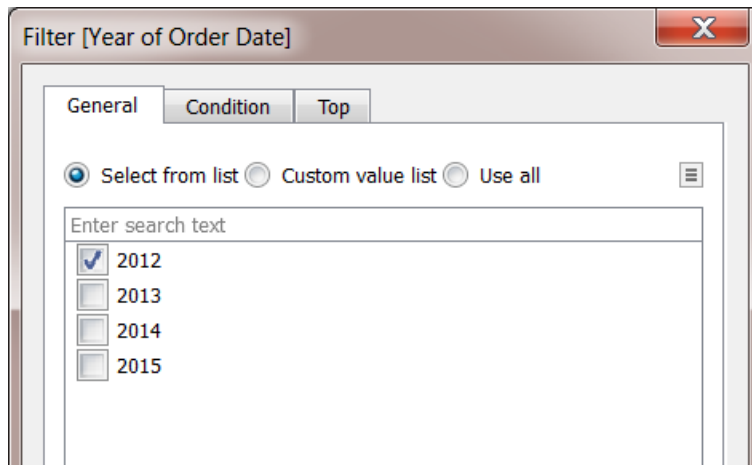 Filter [Year of Order Date]
General Condition Top
Select from list Custom value list Use all
Enter search text
2012
2013
2014
2015